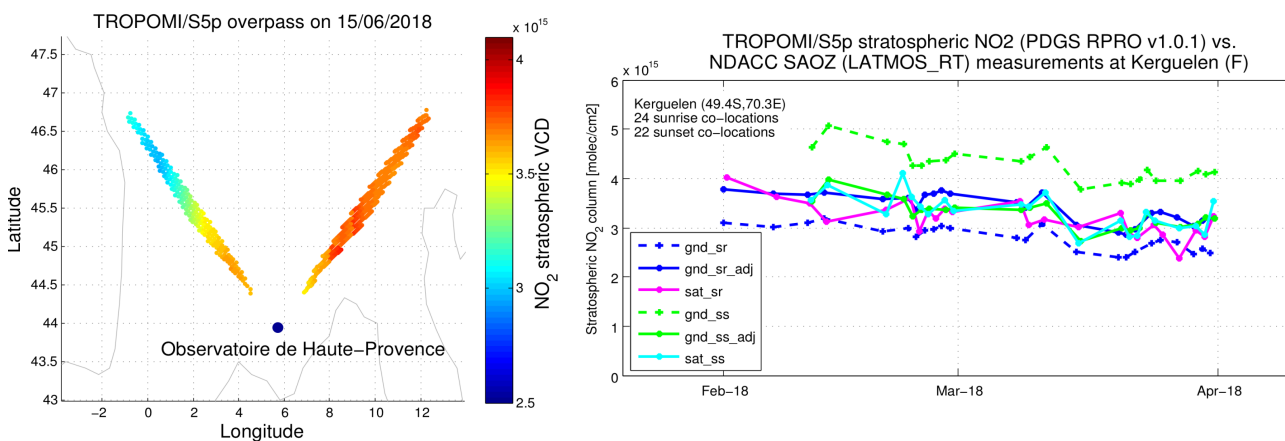 TROPOMI/S5p overpass on 15/06/2018
x 10^15
47.5
47
46.5
46
45.5
45
44.5
44
43.5
43
Latitude
−2 0 2 4 6 8 10 12
Longitude
Observatoire de Haute−Provence
4
3.5
3
2.5
NO2 stratospheric VCD
TROPOMI/S5p stratospheric NO2 (PDGS RPRO v1.0.1) vs.
NDACC SAOZ (LATMOS_RT) measurements at Kerguelen (F)
x 10^15
Kerguelen (49.4S,70.3E)
24 sunrise co−locations
22 sunset co−locations
6
5
4
3
2
1
0
Stratospheric NO2 column [molec/cm2]
gnd_sr
gnd_sr_adj
sat_sr
gnd_ss
gnd_ss_adj
sat_ss
Feb−18 Mar−18 Apr−18